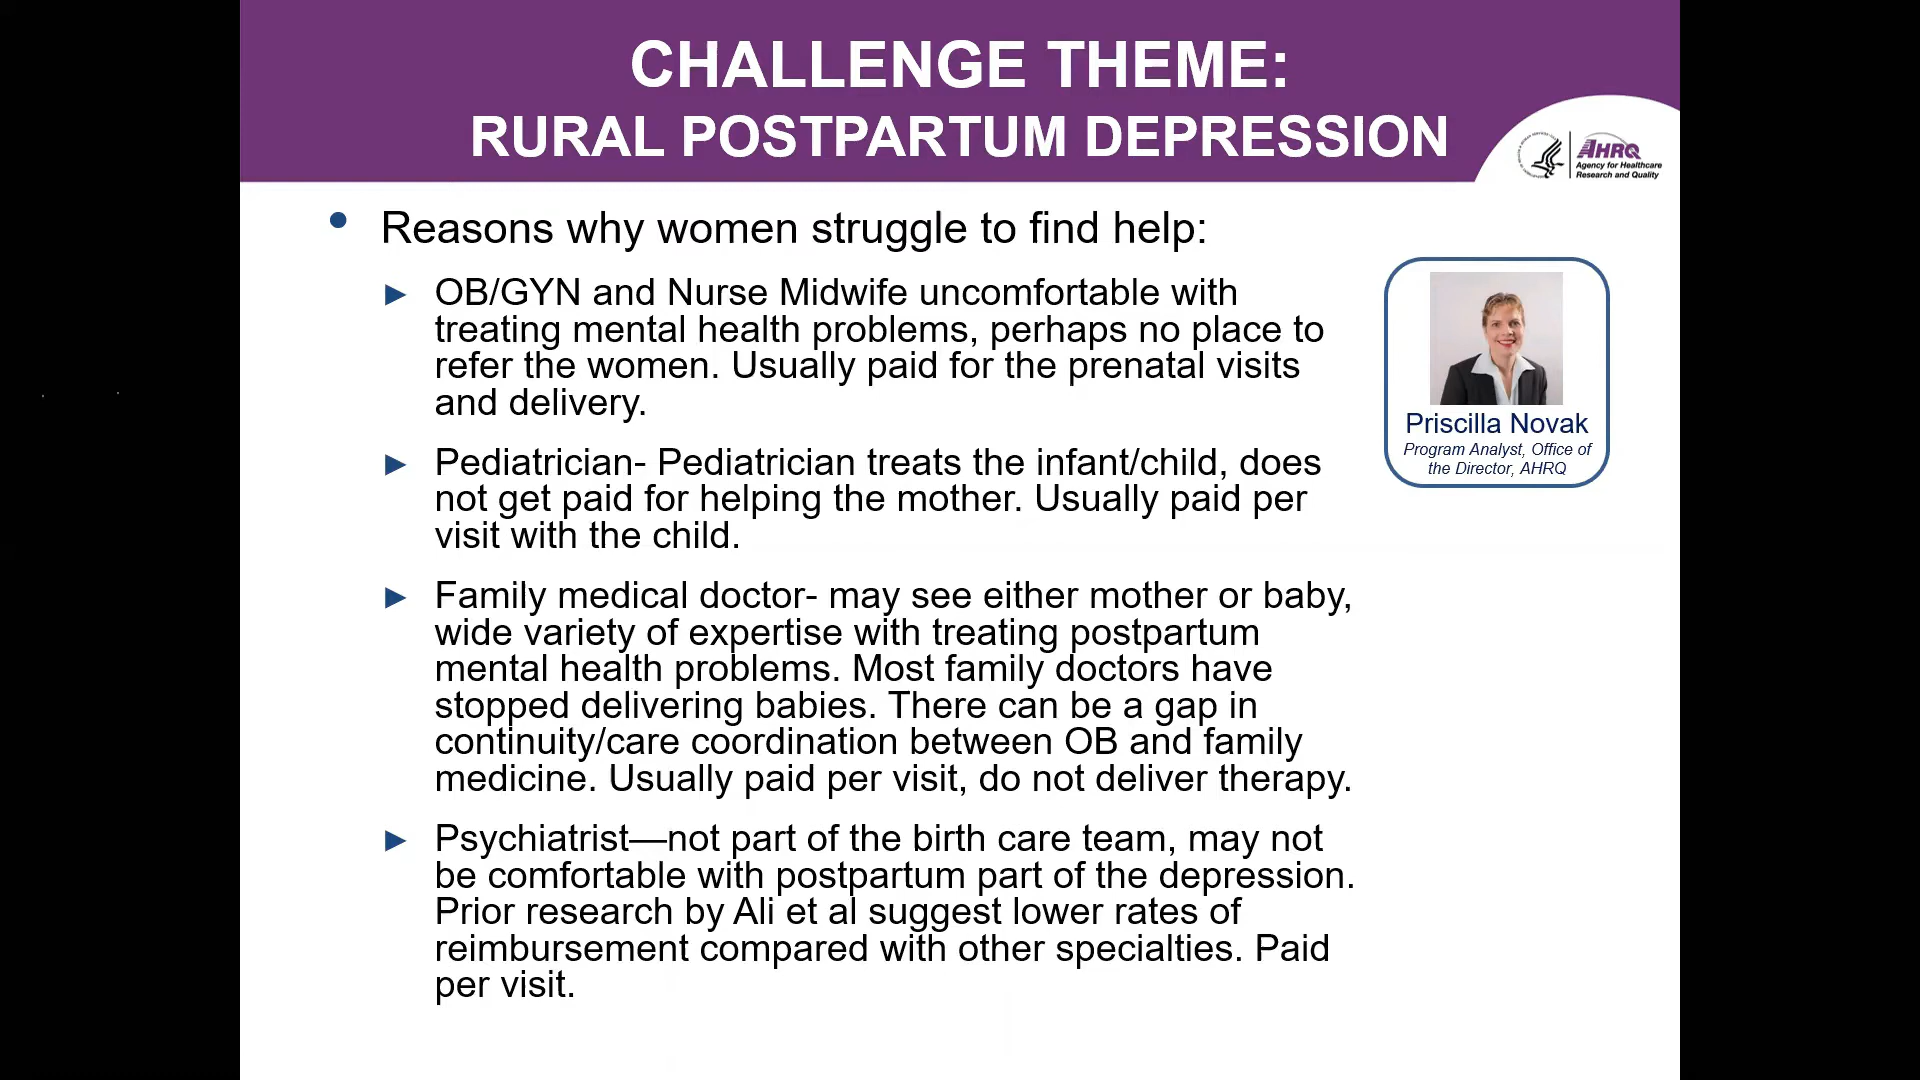 CHALLENGE THEME:
RURAL POSTPARTUM DEPRESSION
AHRQ
Agency for Healthcare
Research and Quality
• Reasons why women struggle to find help:
► OB/GYN and Nurse Midwife uncomfortable with
treating mental health problems, perhaps no place to
refer the women. Usually paid for the prenatal visits
and delivery.
► Pediatrician- Pediatrician treats the infant/child, does
not get paid for helping the mother. Usually paid per
visit with the child.
► Family medical doctor- may see either mother or baby,
wide variety of expertise with treating postpartum
mental health problems. Most family doctors have
stopped delivering babies. There can be a gap in
continuity/care coordination between OB and family
medicine. Usually paid per visit, do not deliver therapy.
► Psychiatrist—not part of the birth care team, may not
be comfortable with postpartum part of the depression.
Prior research by Ali et al suggest lower rates of
reimbursement compared with other specialties. Paid
per visit.
Priscilla Novak
Program Analyst, Office of
the Director, AHRQ